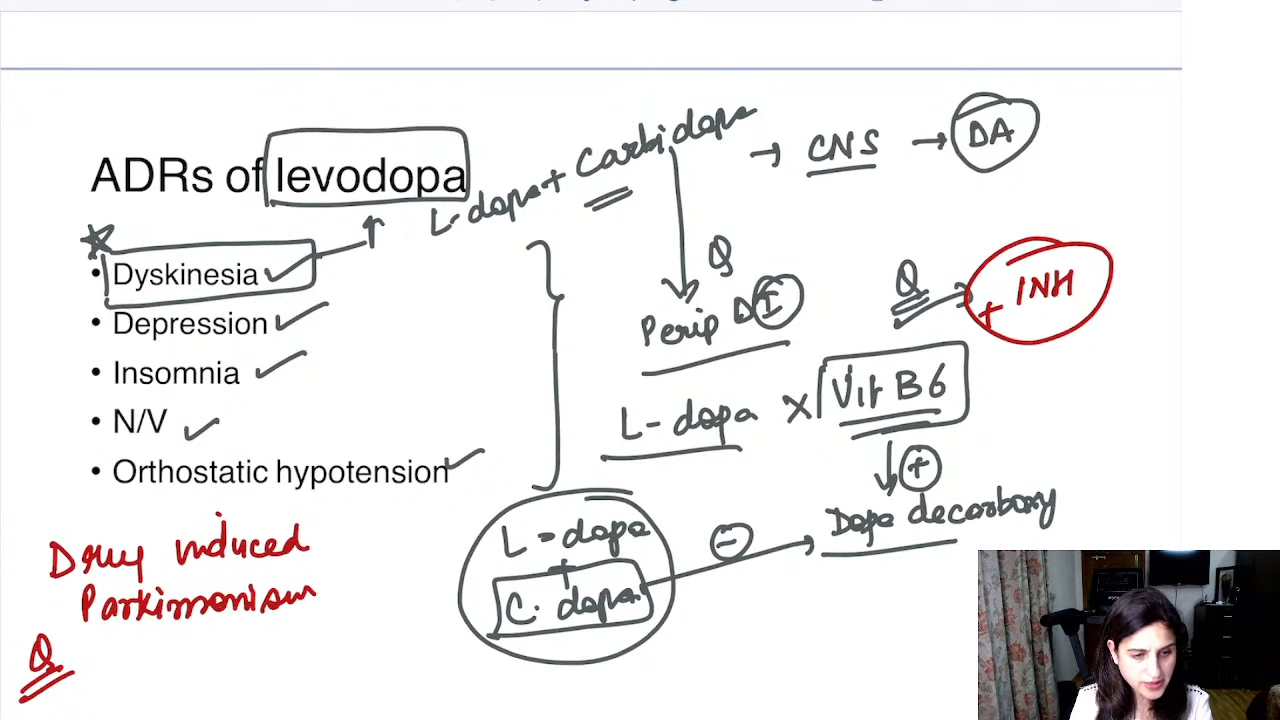 ADRs of levodopa
• Dyskinesia
• Depression
• Insomnia
• N/V
• Orthostatic hypotension
L-dopa + Carbidopa → CNS → DA
Q
Perip DI
Q
+ INH
L-dopa X Vit B6
+
Dopa decarboxy
L-dopa
+
C. dopa
-
Drug induced
Parkinsonism
Q